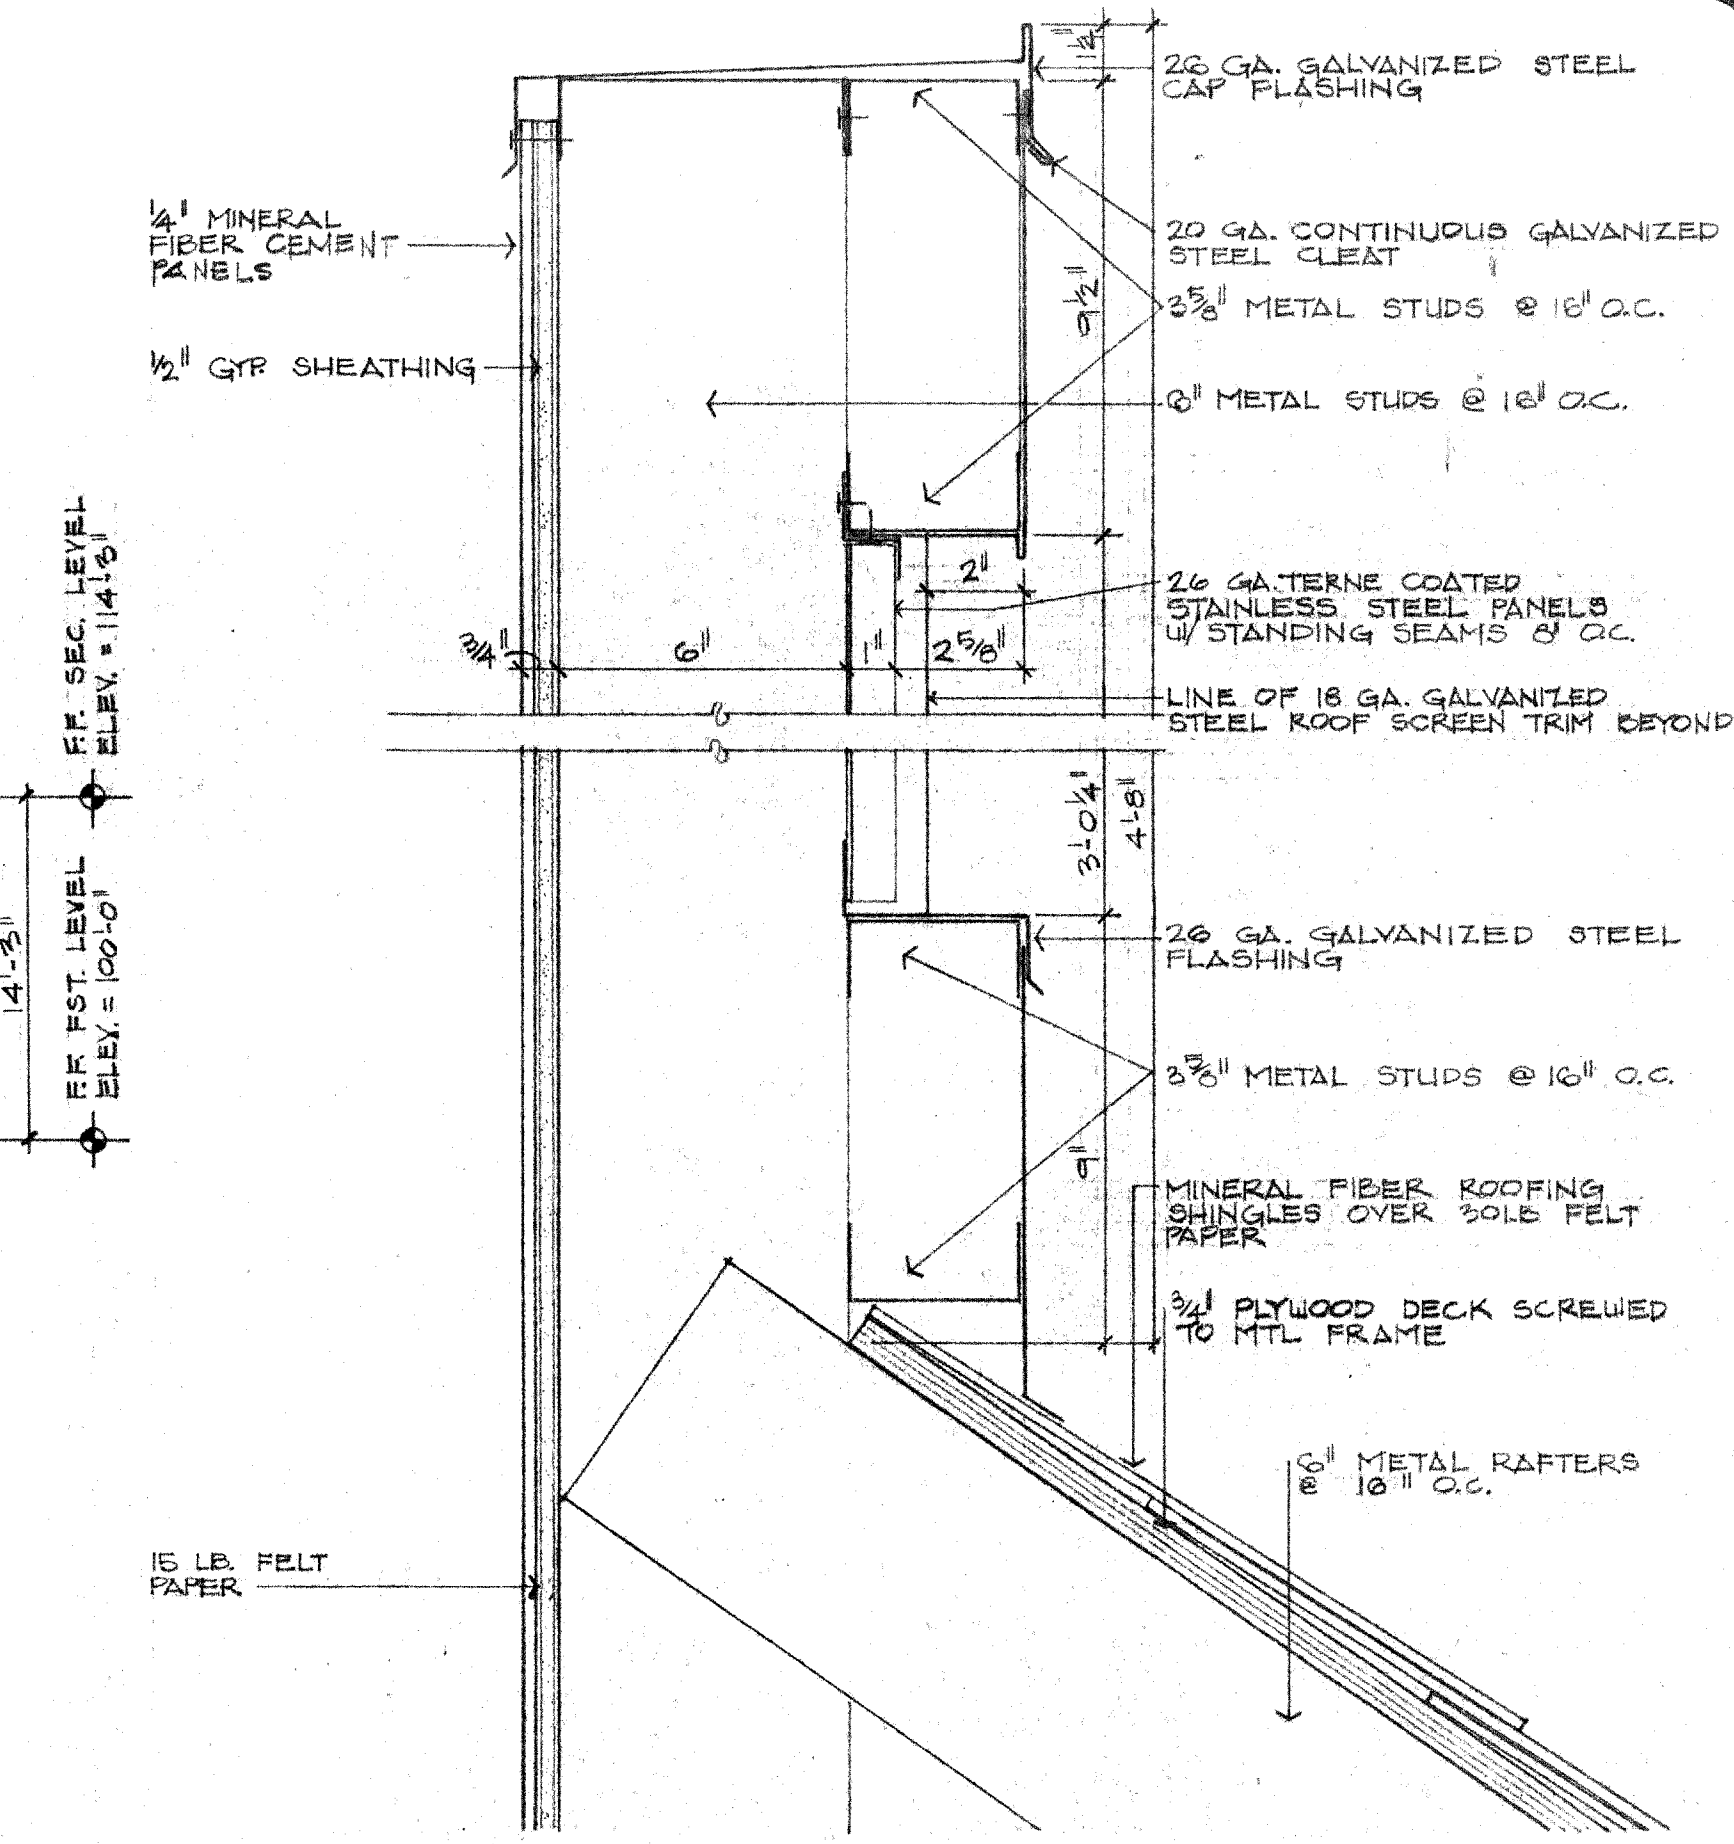 26 GA. GALVANIZED STEEL
CAP FLASHING
1/4" MINERAL
FIBER CEMENT
PANELS
20 GA. CONTINUOUS GALVANIZED
STEEL CLEAT
9 1/2"
3 5/8" METAL STUDS @ 16" O.C.
1/2" GYP. SHEATHING
METAL STUDS @ 16" O.C.
F.F. SEC. LEVEL
ELEV. = 114'-3"
2"
26 GA. TERNE COATED
STAINLESS STEEL PANELS
W/ STANDING SEAMS 8" O.C.
3/4"
6"
1"
2 5/8"
LINE OF 18 GA. GALVANIZED
STEEL ROOF SCREEN TRIM BEYOND
3'-0 1/4"
4'-8"
14'-3"
F.F. FST. LEVEL
ELEV. = 100'-0"
26 GA. GALVANIZED STEEL
FLASHING
3 5/8" METAL STUDS @ 16" O.C.
9"
MINERAL FIBER ROOFING
SHINGLES OVER 30LB FELT
PAPER
3/4" PLYWOOD DECK SCREWED
TO MTL FRAME
6" METAL RAFTERS
@ 16" O.C.
15 LB. FELT
PAPER